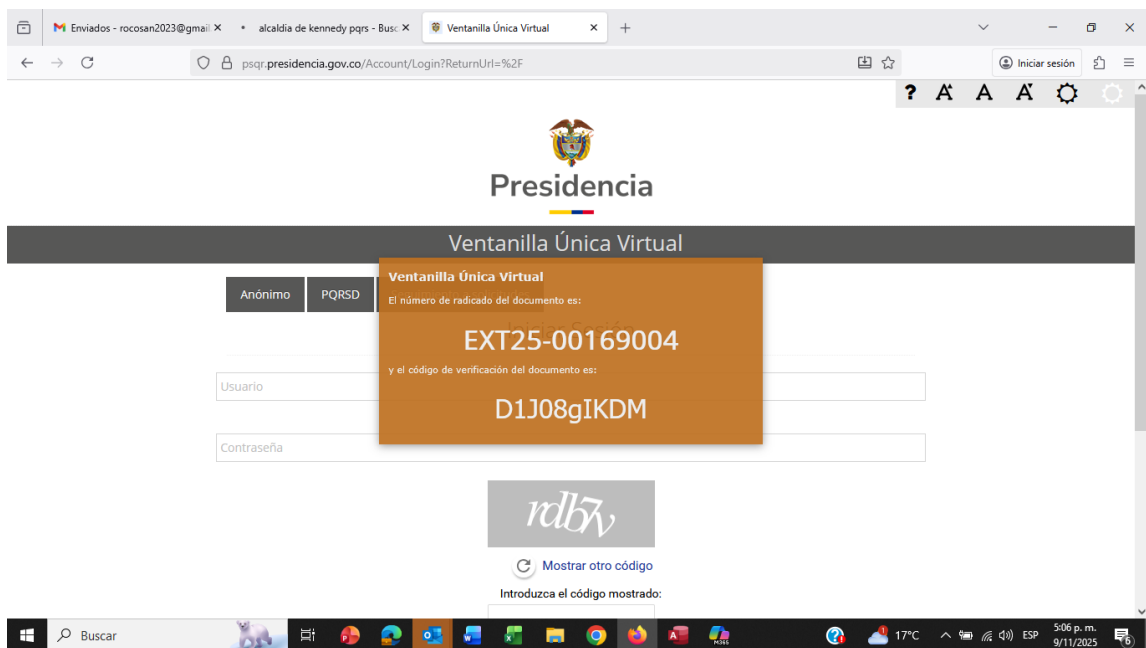 Enviados - rocosan2023@gmail
alcaldia de kennedy pqrs - Busc
Ventanilla Única Virtual
psqr.presidencia.gov.co/Account/Login?ReturnUrl=%2F
Iniciar sesión
? A A A
Presidencia
Ventanilla Única Virtual
Anónimo
PQRSD
Ventanilla Única Virtual
El número de radicado del documento es:
Iniciar Sesión
EXT25-00169004
y el código de verificación del documento es:
D1J08gIKDM
Usuario
Contraseña
rdb7v
Mostrar otro código
Introduzca el código mostrado:
Buscar
17°C
ESP
5:06 p. m.
9/11/2025
6